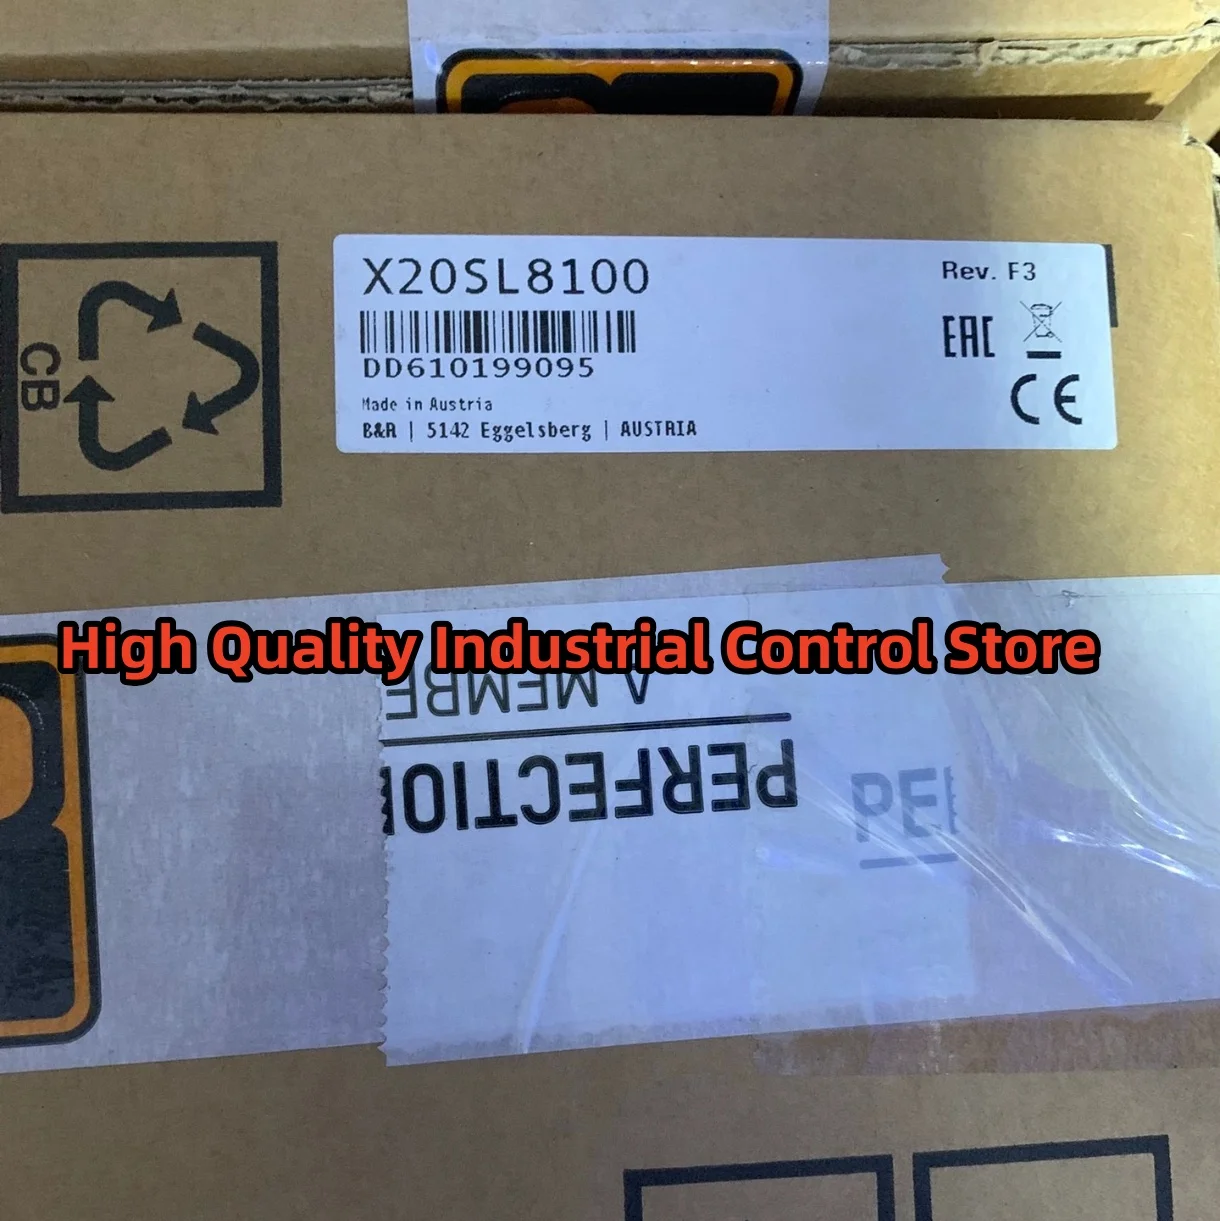 X20SL8100
Rev. F3
DD610199095
EAC
CE
Made in Austria
B&R | 5142 Eggelsberg | AUSTRIA
CB
High Quality Industrial Control Store
A MEMBE
PERFECTION
PE